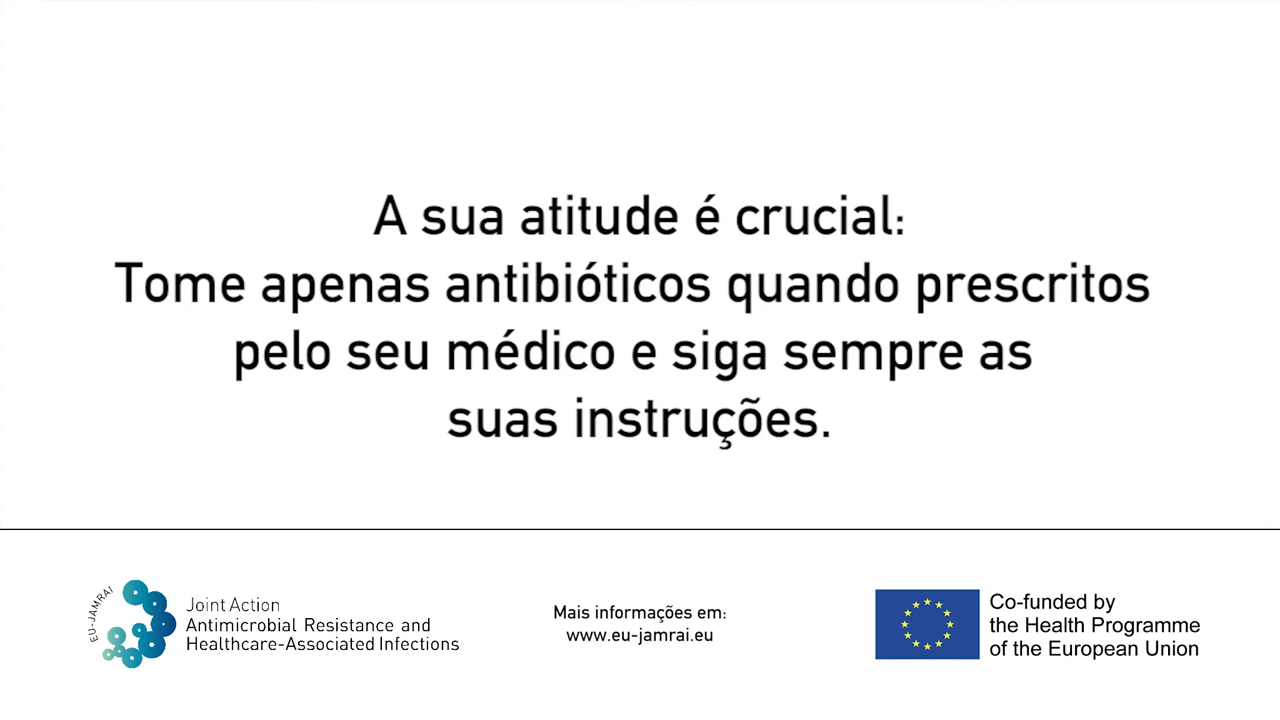 A sua atitude é crucial:
Tome apenas antibióticos quando prescritos
pelo seu médico e siga sempre as
suas instruções.
EU-JAMRAI
Joint Action
Antimicrobial Resistance and
Healthcare-Associated Infections
Mais informações em:
www.eu-jamrai.eu
Co-funded by
the Health Programme
of the European Union